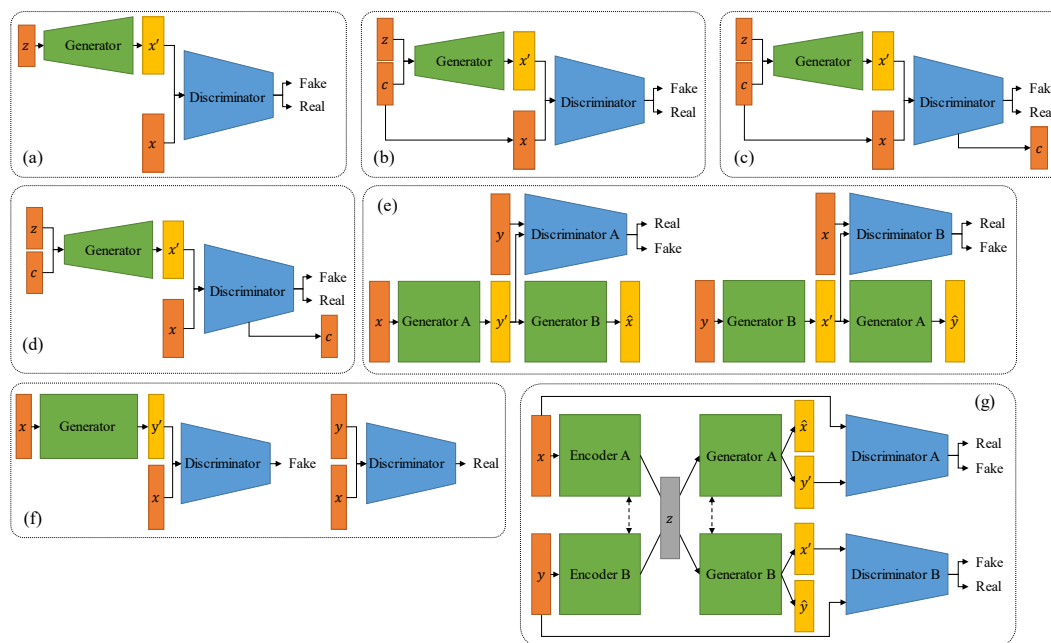 z
Generator
x′
x
Discriminator
Fake
Real
(a)
z
c
Generator
x′
x
Discriminator
Fake
Real
(b)
z
c
Generator
x′
x
Discriminator
c
(c)
z
c
Generator
x′
x
Discriminator
Fake
Real
c
(d)
(e)
y
Discriminator A
Real
Fake
x
Generator A
y′
Generator B
x̂
x
Discriminator B
Real
Fake
y
Generator B
x′
Generator A
ŷ
x
Generator
y′
x
Discriminator
Fake
y
x
Discriminator
Real
(f)
(g)
x
Encoder A
Generator A
x̂
y′
Discriminator A
Real
Fake
z
y
Encoder B
Generator B
x′
ŷ
Discriminator B
Fake
Real